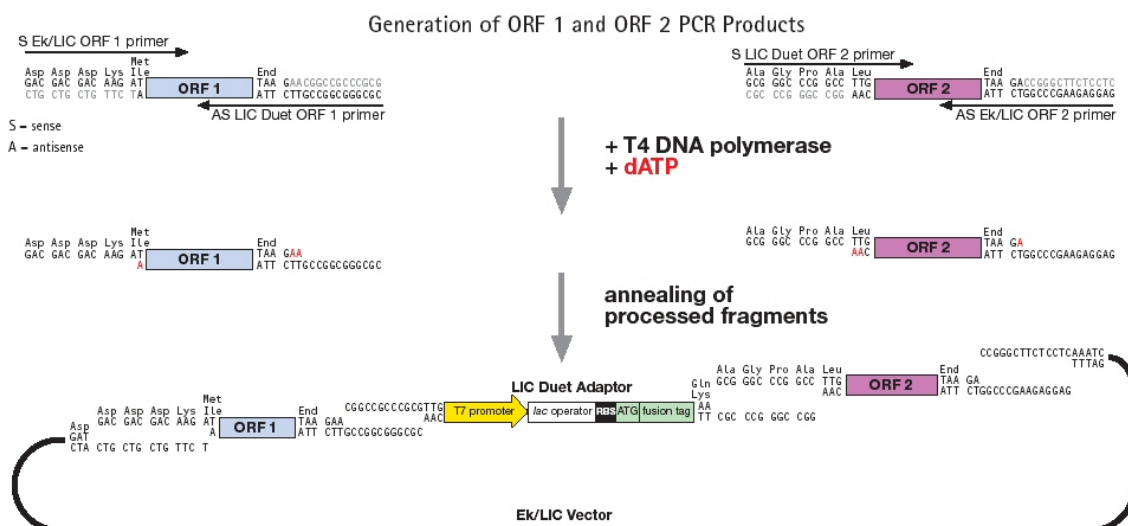 Generation of ORF 1 and ORF 2 PCR Products
S Ek/LIC ORF 1 primer
Met
Asp Asp Asp Lys Ile
End
GAC GAC GAC AAG AT
ORF 1
TAA GAACGGCCGCCCGCG
CTG CTG CTG TTC TA
ATT CTTGCCGGCGGGCGC
AS LIC Duet ORF 1 primer
S – sense
A – antisense
S LIC Duet ORF 2 primer
Ala Gly Pro Ala Leu
End
GCG GGC CCG GCC TTG
ORF 2
TAA GACCGGGCTTCTCCTC
CGC CCG GGC CGG AAC
ATT CTGGCCCGAAGAGGAG
AS Ek/LIC ORF 2 primer
+ T4 DNA polymerase
+ dATP
Met
Asp Asp Asp Lys Ile
End
GAC GAC GAC AAG AT
ORF 1
TAA GAA
A
ATT CTTGCCGGCGGGCGC
Ala Gly Pro Ala Leu
End
GCG GGC CCG GCC TTG
ORF 2
TAA GA
AAC
ATT CTGGCCCGAAGAGGAG
annealing of
processed fragments
Asp
GAT
CTA CTG CTG CTG TTC T
Met
Asp Asp Asp Lys Ile
End
GAC GAC GAC AAG AT
ORF 1
TAA GAA
A
ATT CTTGCCGGCGGGCGC
LIC Duet Adaptor
CGGCCGCCCGCGTTG
AAC
T7 promoter
lac operator
RBS
ATG
fusion tag
Gln
Lys
AA
TT CGC CCG GGC CGG
Ala Gly Pro Ala Leu
End
GCG GGC CCG GCC TTG
ORF 2
TAA GA
AAC
ATT CTGGCCCGAAGAGGAG
CCGGGCTTCTCCTCAAATC
TTTAG
Ek/LIC Vector